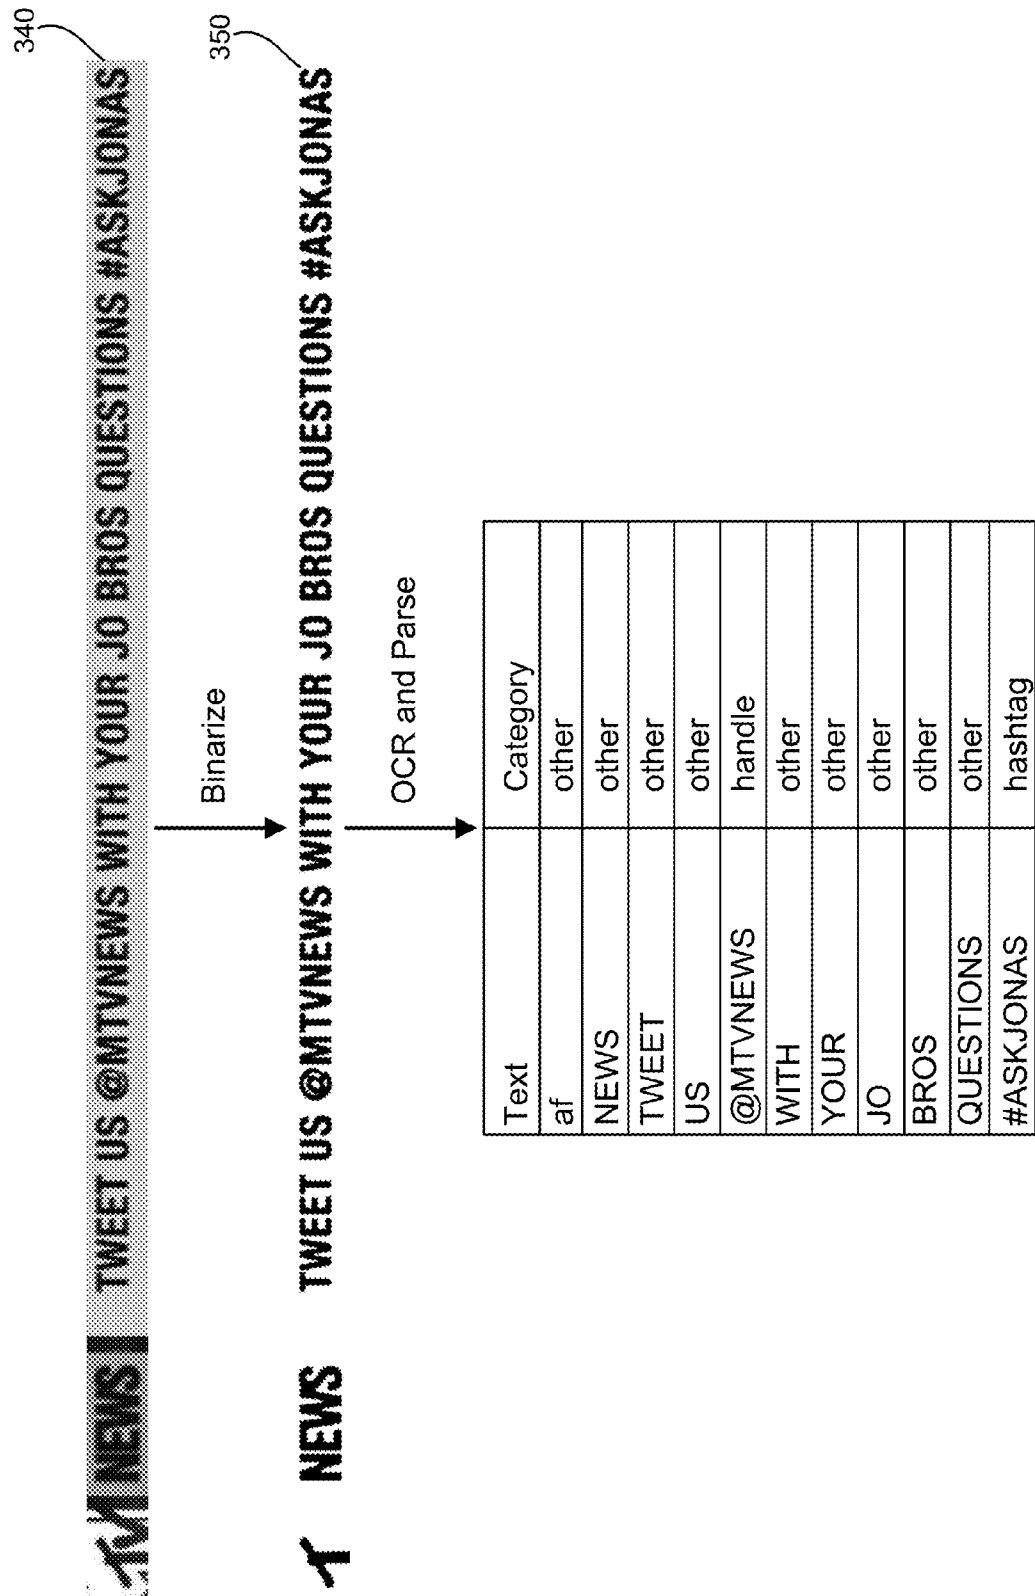 340
NEWS TWEET US @MTVNEWS WITH YOUR JO BROS QUESTIONS #ASKJONAS
Binarize
350
NEWS TWEET US @MTVNEWS WITH YOUR JO BROS QUESTIONS #ASKJONAS
OCR and Parse
Text Category
af other
NEWS other
TWEET other
US other
@MTVNEWS handle
WITH other
YOUR other
JO other
BROS other
QUESTIONS other
#ASKJONAS hashtag